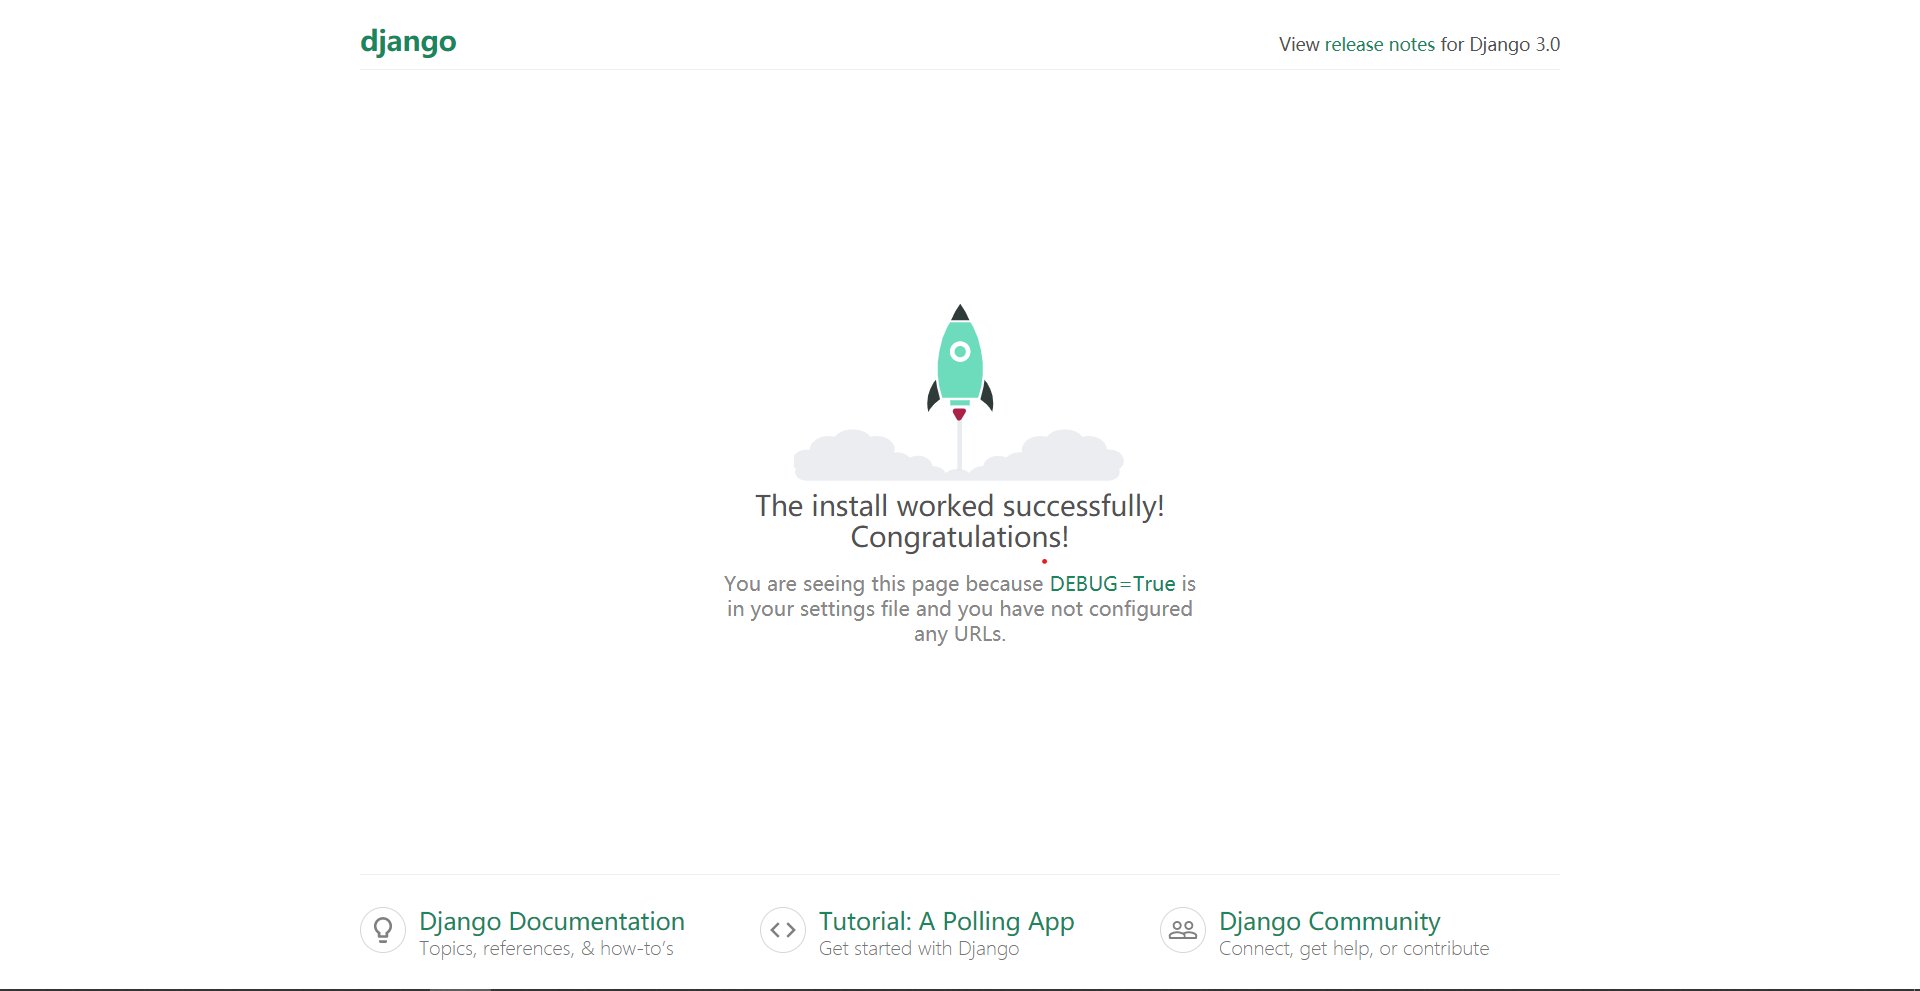 django
View release notes for Django 3.0
The install worked successfully!
Congratulations!
You are seeing this page because DEBUG=True is
in your settings file and you have not configured
any URLs.
Django Documentation
Topics, references, & how-to’s
Tutorial: A Polling App
Get started with Django
Django Community
Connect, get help, or contribute